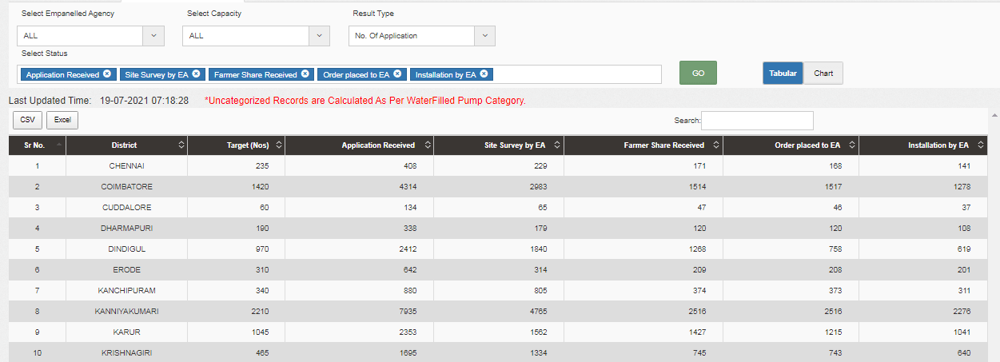 Select Empanelled Agency Select Capacity Result Type
ALL ALL No. Of Application
Select Status
Application Received Site Survey by EA Farmer Share Received Order placed to EA Installation by EA GO Tabular Chart
Last Updated Time: 19-07-2021 07:18:28 *Uncategorized Records are Calculated As Per WaterFilled Pump Category.
CSV Excel Search:
Sr No. District Target (Nos) Application Received Site Survey by EA Farmer Share Received Order placed to EA Installation by EA
1 CHENNAI 235 408 229 171 168 141
2 COIMBATORE 1420 4314 2983 1514 1517 1278
3 CUDDALORE 60 134 65 47 46 37
4 DHARMAPURI 190 338 179 120 120 108
5 DINDIGUL 970 2412 1840 1268 758 619
6 ERODE 310 642 314 209 208 201
7 KANCHIPURAM 340 880 805 374 373 311
8 KANNIYAKUMARI 2210 7935 4765 2516 2516 2276
9 KARUR 1045 2353 1562 1427 1215 1041
10 KRISHNAGIRI 465 1695 1334 745 743 640